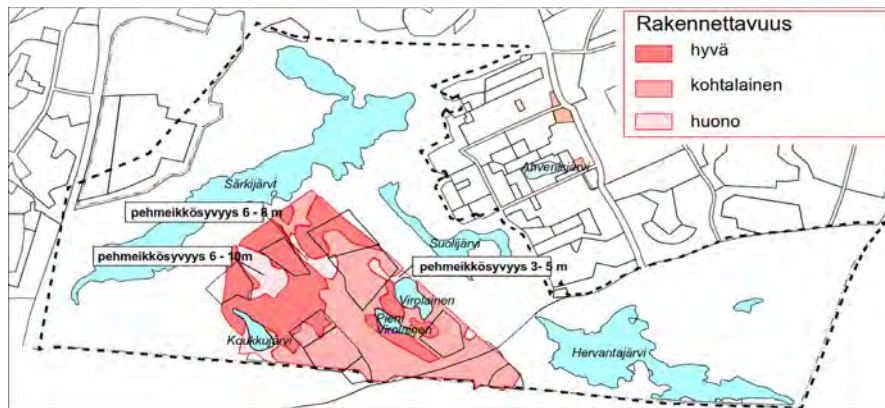 Rakennettavuus
hyvä
kohtalainen
huono
Särkijärvi
Ahvenisjärvi
pehmeikkösyvyys 6 - 8 m
Suolijärvi
pehmeikkösyvyys 6 - 10m
pehmeikkösyvyys 3- 5 m
Virolainen
Pieni
Virolainen
Koukkujärvi
Hervantajärvi